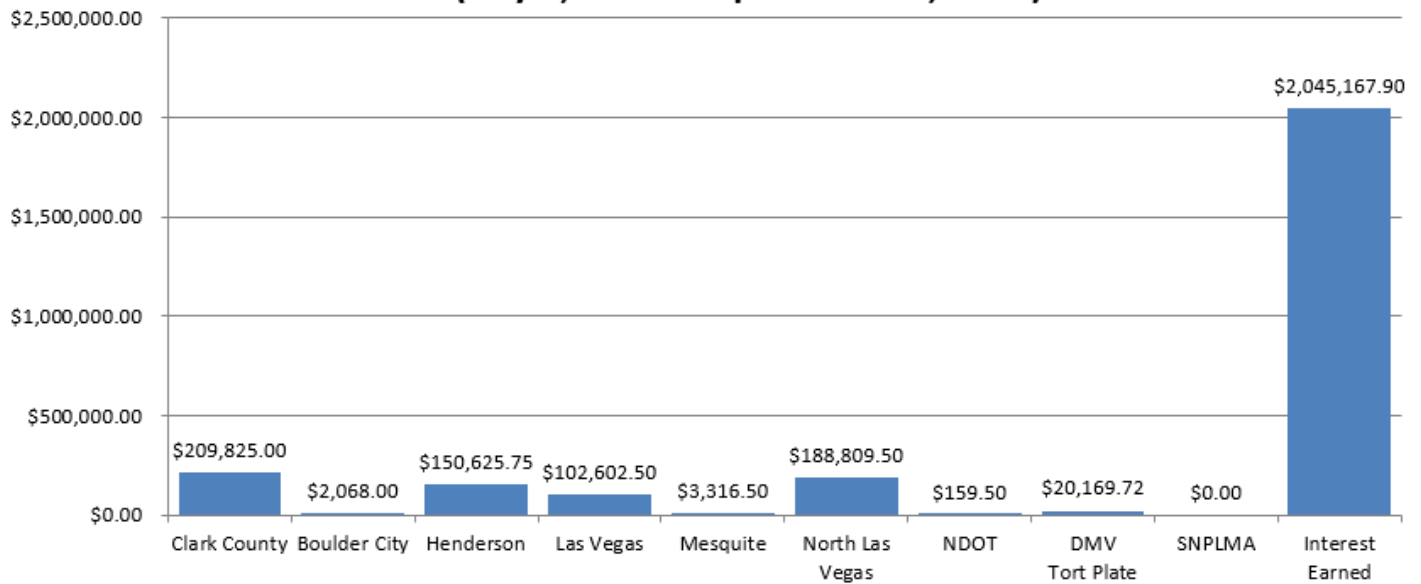 $2,500,000.00
$2,000,000.00
$1,500,000.00
$1,000,000.00
$500,000.00
$0.00
$209,825.00
$2,068.00
$150,625.75
$102,602.50
$3,316.50
$188,809.50
$159.50
$20,169.72
$0.00
$2,045,167.90
Clark County
Boulder City
Henderson
Las Vegas
Mesquite
North Las
Vegas
NDOT
DMV
Tort Plate
SNPLMA
Interest
Earned